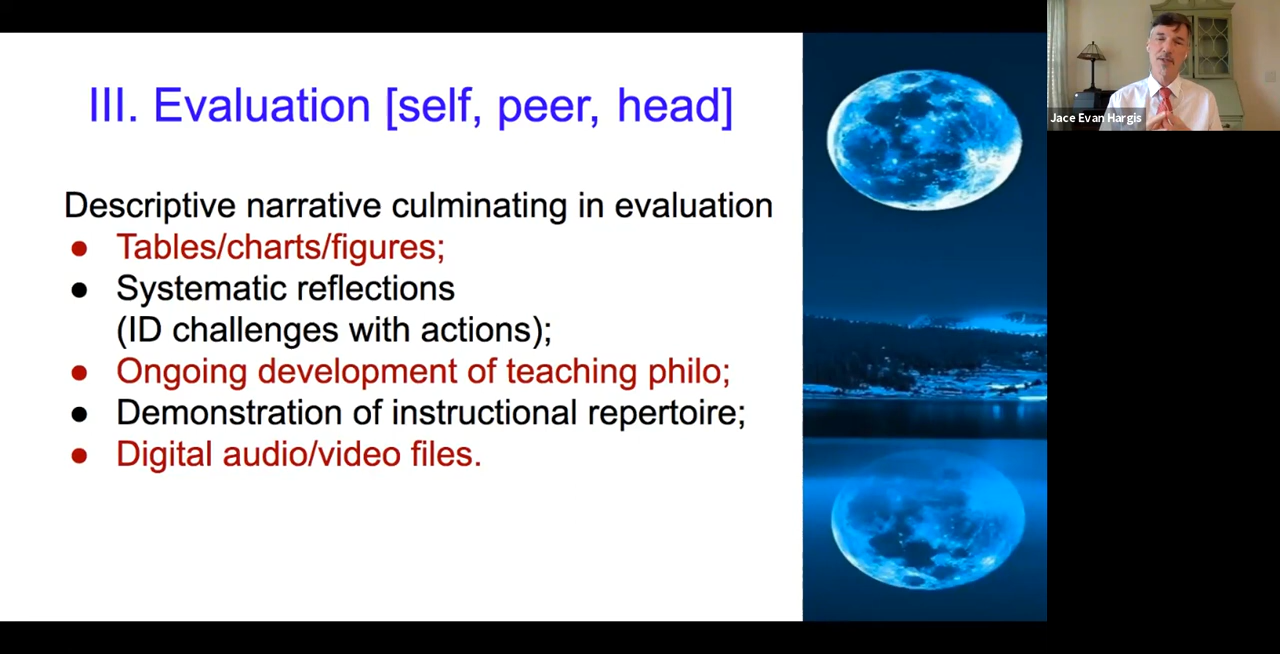 III. Evaluation [self, peer, head]
Descriptive narrative culminating in evaluation
● Tables/charts/figures;
● Systematic reflections
(ID challenges with actions);
● Ongoing development of teaching philo;
● Demonstration of instructional repertoire;
● Digital audio/video files.
Jace Evan Hargis